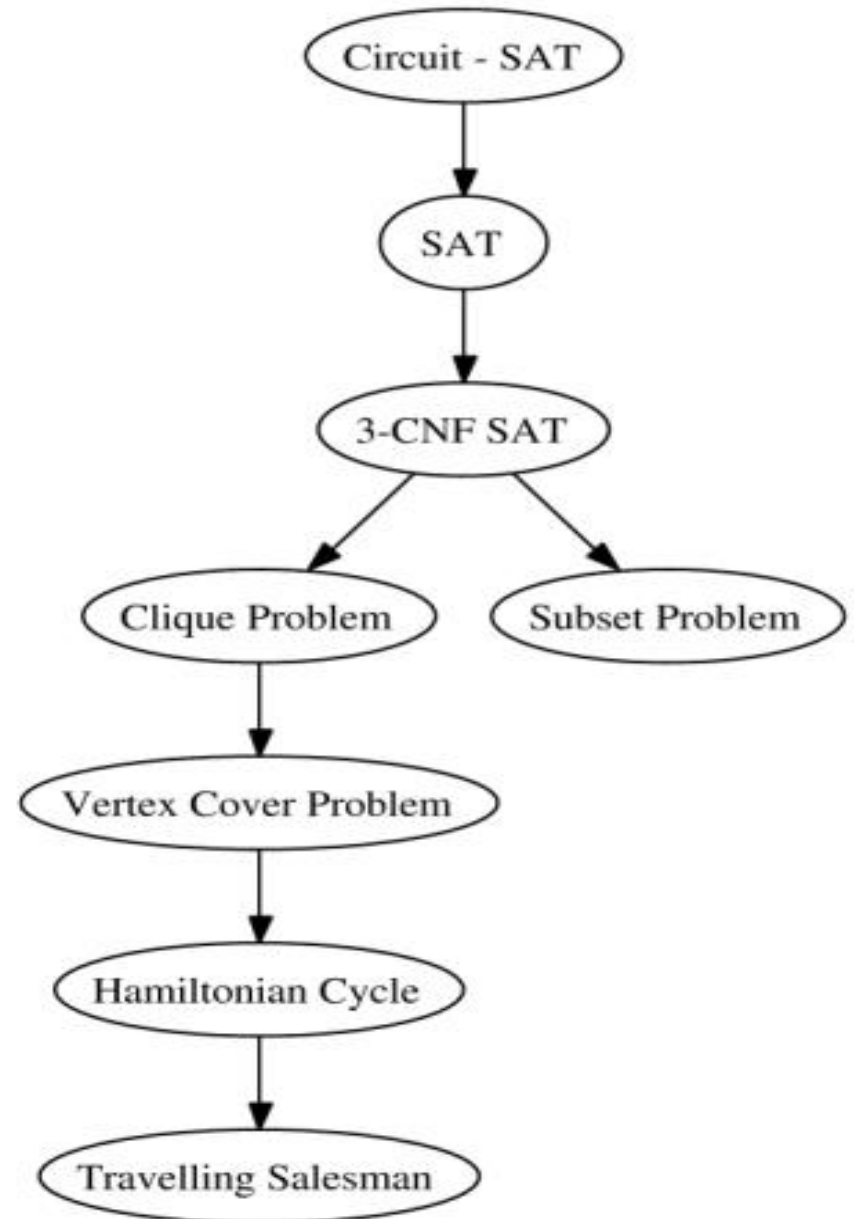 Circuit - SAT
SAT
3-CNF SAT
Clique Problem
Subset Problem
Vertex Cover Problem
Hamiltonian Cycle
Travelling Salesman